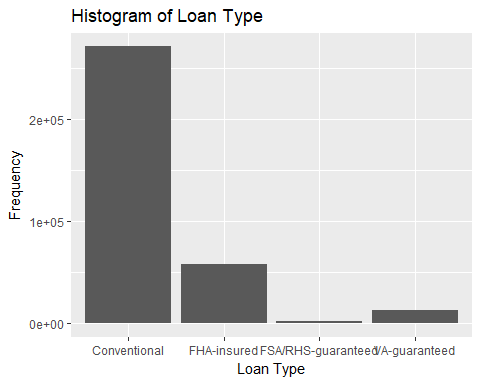 Histogram of Loan Type
Frequency
2e+05
1e+05
0e+00
Conventional
FHA-insured
FSA/RHS-guaranteed
VA-guaranteed
Loan Type